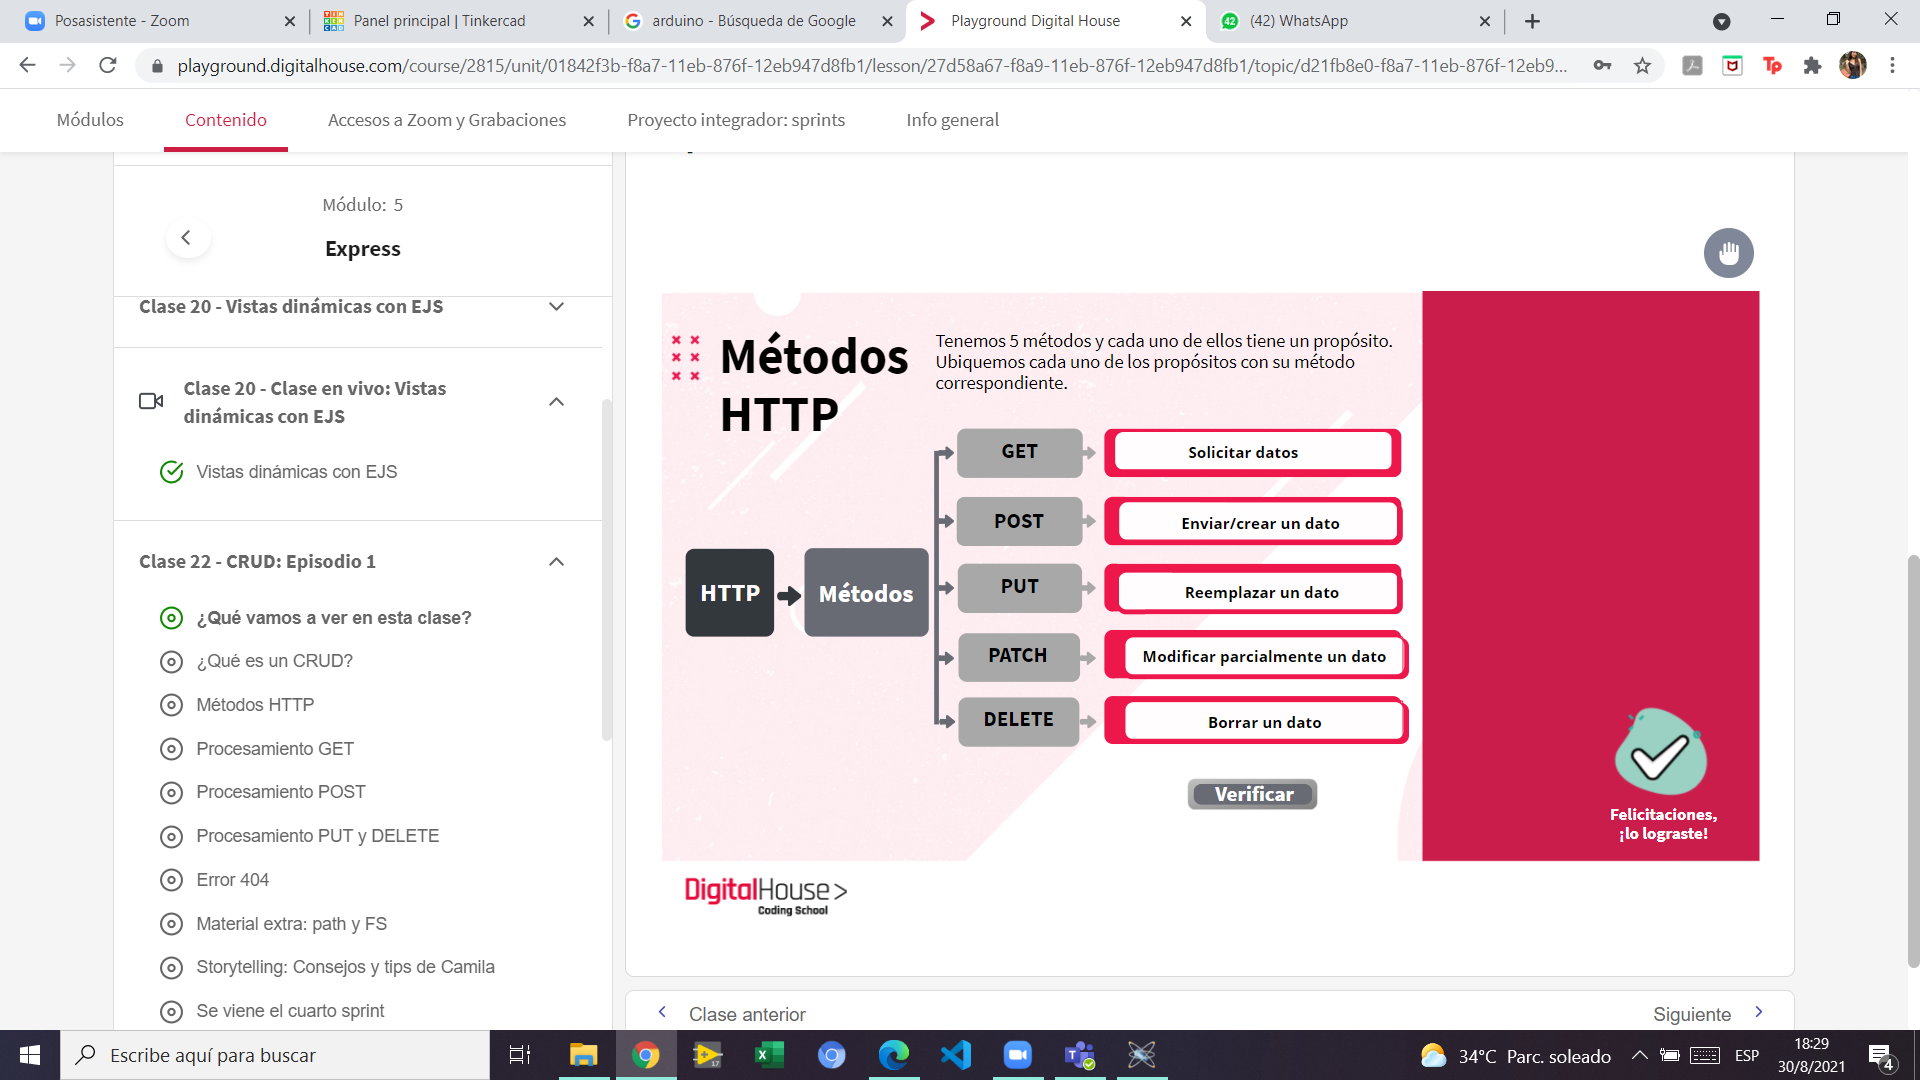 Posasistente - Zoom
Panel principal | Tinkercad
arduino - Búsqueda de Google
Playground Digital House
(42) WhatsApp
playground.digitalhouse.com/course/2815/unit/01842f3b-f8a7-11eb-876f-12eb947d8fb1/lesson/27d58a67-f8a9-11eb-876f-12eb947d8fb1/topic/d21fb8e0-f8a7-11eb-876f-12eb9...
Módulos
Contenido
Accesos a Zoom y Grabaciones
Proyecto integrador: sprints
Info general
Módulo: 5
Express
Clase 20 - Vistas dinámicas con EJS
Clase 20 - Clase en vivo: Vistas
dinámicas con EJS
Vistas dinámicas con EJS
Clase 22 - CRUD: Episodio 1
¿Qué vamos a ver en esta clase?
¿Qué es un CRUD?
Métodos HTTP
Procesamiento GET
Procesamiento POST
Procesamiento PUT y DELETE
Error 404
Material extra: path y FS
Storytelling: Consejos y tips de Camila
Se viene el cuarto sprint
Métodos
HTTP
Tenemos 5 métodos y cada uno de ellos tiene un propósito.
Ubiquemos cada uno de los propósitos con su método
correspondiente.
HTTP
Métodos
GET
Solicitar datos
POST
Enviar/crear un dato
PUT
Reemplazar un dato
PATCH
Modificar parcialmente un dato
DELETE
Borrar un dato
Verificar
Felicitaciones,
¡lo lograste!
DigitalHouse>
Coding School
Clase anterior
Siguiente
Escribe aquí para buscar
34°C Parc. soleado
ESP
18:29
30/8/2021
4